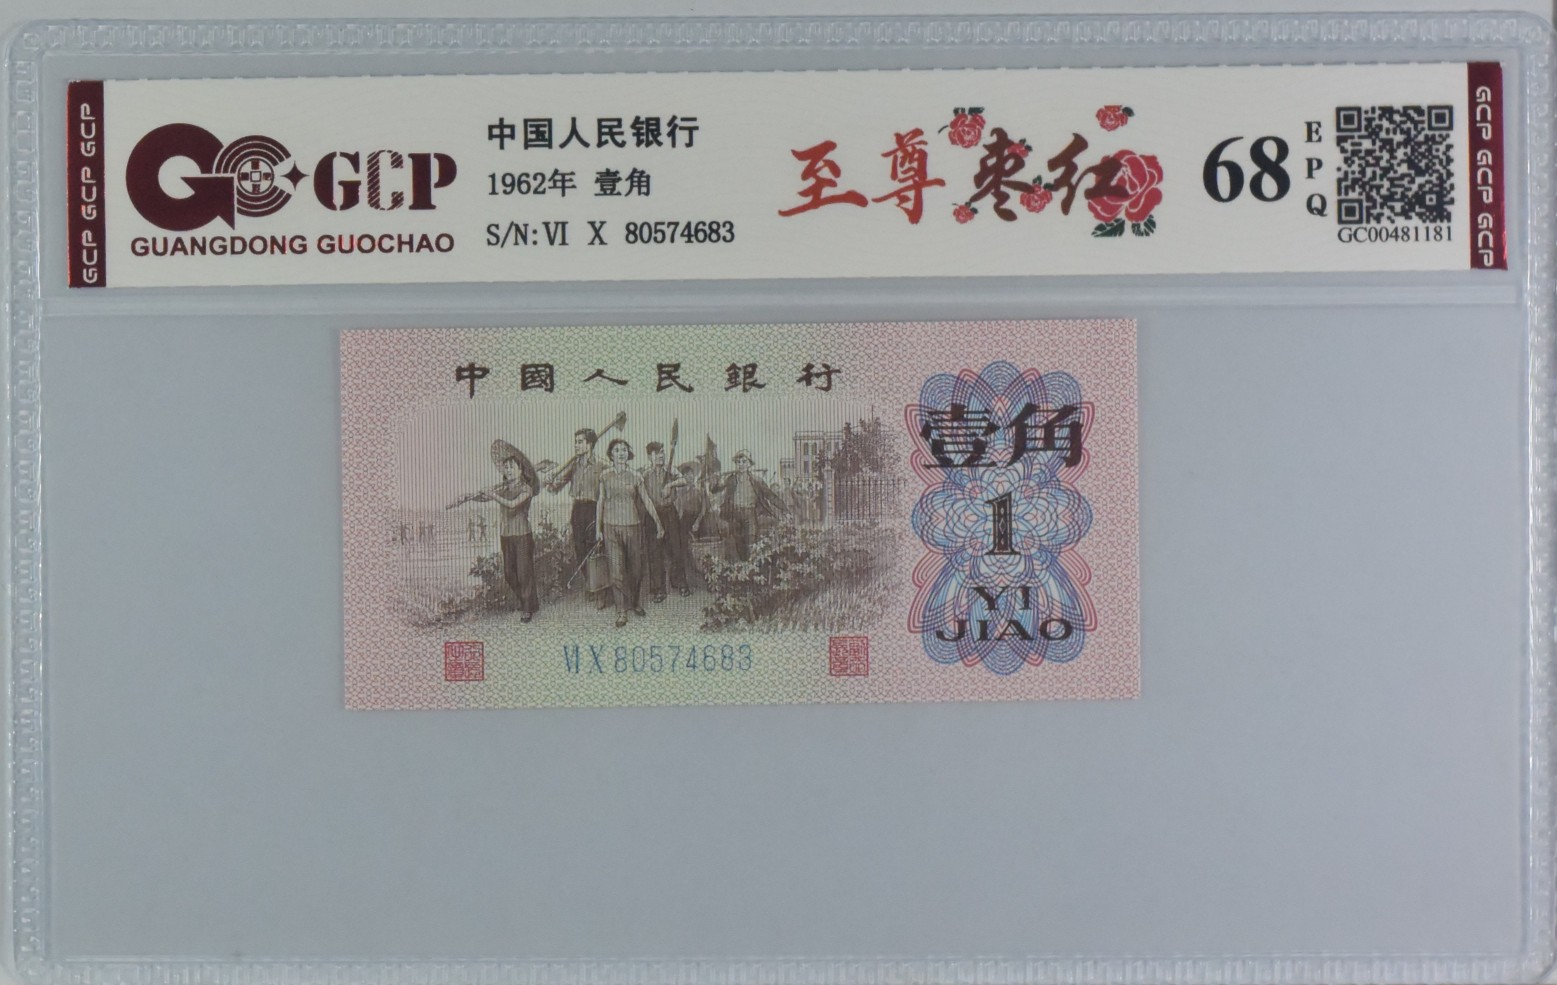 GCP GCP GCP
GCP
GUANGDONG GUOCHAO
中国人民银行
1962年 壹角
S/N:VI X 80574683
至尊枣红
68
EPQ
GC00481181
GCP GCP GCP
中國人民銀行
壹角
1
YI
JIAO
VI X 80574683